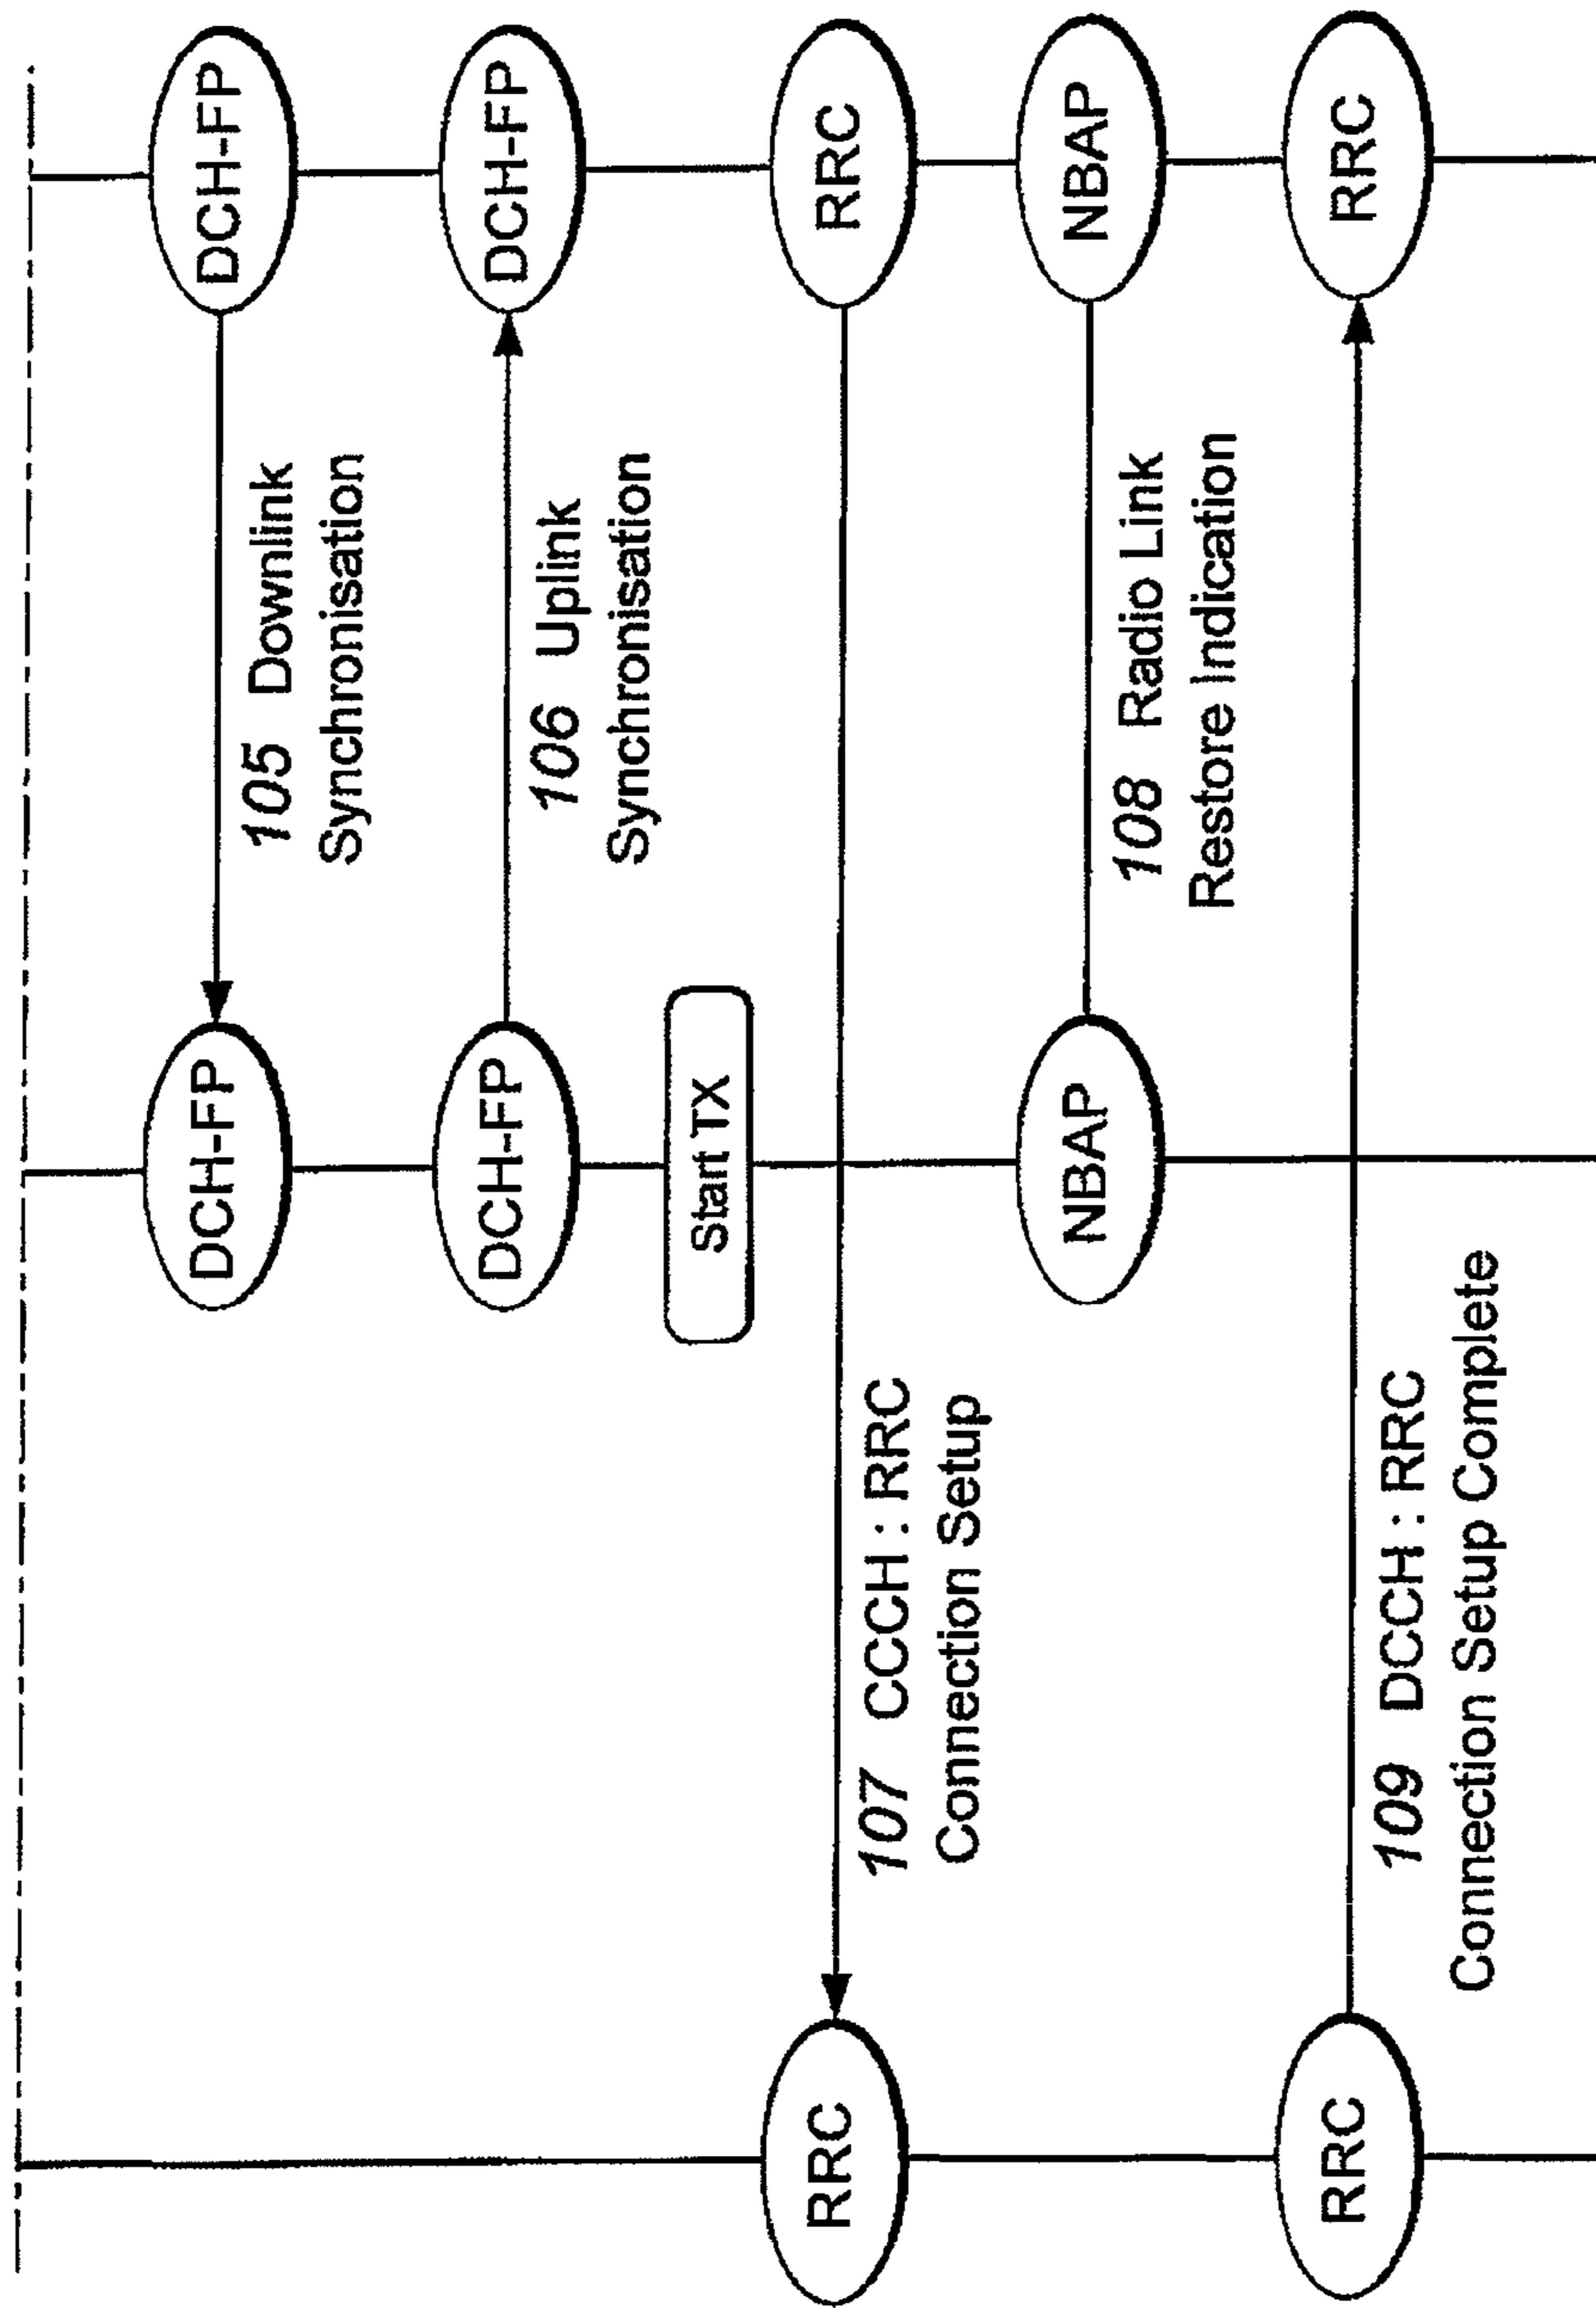 DCH-FP
DCH-FP
105 Downlink
Synchronisation
DCH-FP
DCH-FP
106 Uplink
Synchronisation
Start TX
RRC
RRC
107 CCCH : RRC
Connection Setup
NBAP
NBAP
108 Radio Link
Restore Indication
RRC
RRC
109 DCCH : RRC
Connection Setup Complete